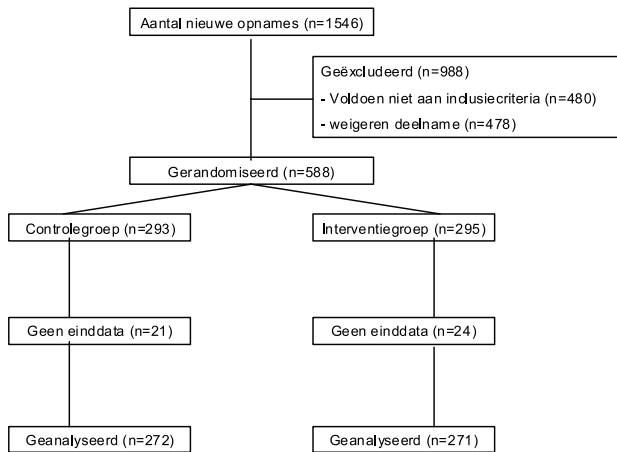 Aantal nieuwe opnames (n=1546)
Geëxcludeerd (n=988)
- Voldoen niet aan inclusiecriteria (n=480)
- weigeren deelname (n=478)
Gerandomiseerd (n=588)
Controlegroep (n=293)
Interventiegroep (n=295)
Geen einddata (n=21)
Geen einddata (n=24)
Geanalyseerd (n=272)
Geanalyseerd (n=271)